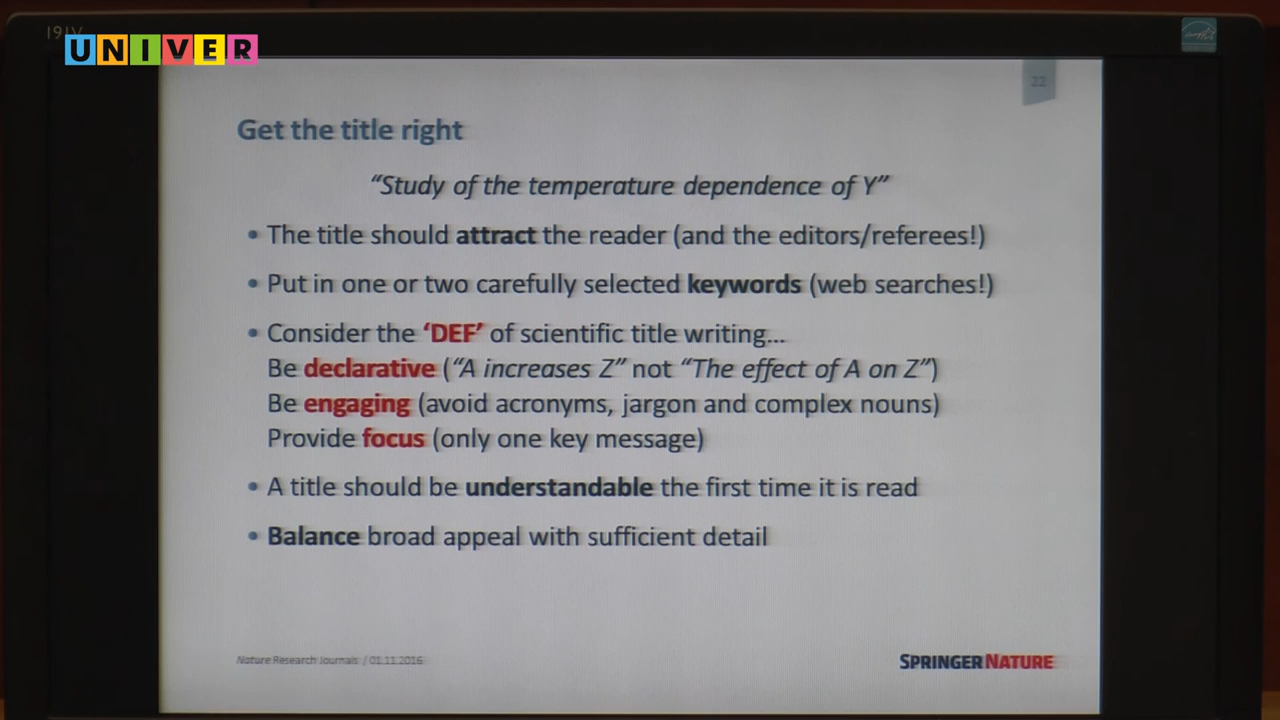 UNIVER
22
Get the title right
“Study of the temperature dependence of Y”
• The title should attract the reader (and the editors/referees!)
• Put in one or two carefully selected keywords (web searches!)
• Consider the ‘DEF’ of scientific title writing...
Be declarative (“A increases Z” not “The effect of A on Z”)
Be engaging (avoid acronyms, jargon and complex nouns)
Provide focus (only one key message)
• A title should be understandable the first time it is read
• Balance broad appeal with sufficient detail
Nature Research Journals / 01.11.2016
SPRINGER NATURE